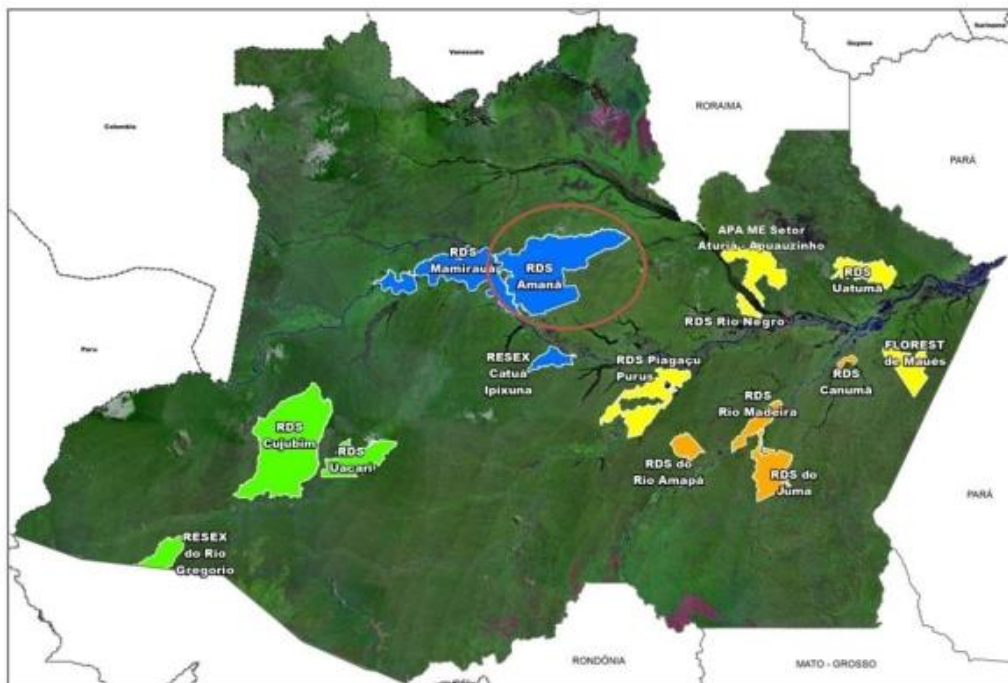 Venezuela
Guyana
Suriname
RORAIMA
Colombia
PARÁ
APA ME Setor
Aturiá - Apuauzinho
RDS
Mamirauá
RDS
Amanã
RDS
Uatumã
RDS Rio Negro
Peru
RESEX
Catuá
Ipixuna
RDS Piagaçu
Purus
FLOREST
de Maués
RDS
Canumã
RDS
Rio Madeira
RDS
Cujubim
RDS
Uacari
RDS do
Rio Amapá
RDS do
Juma
PARÁ
RESEX
do Rio
Gregorio
RONDÔNIA
MATO - GROSSO